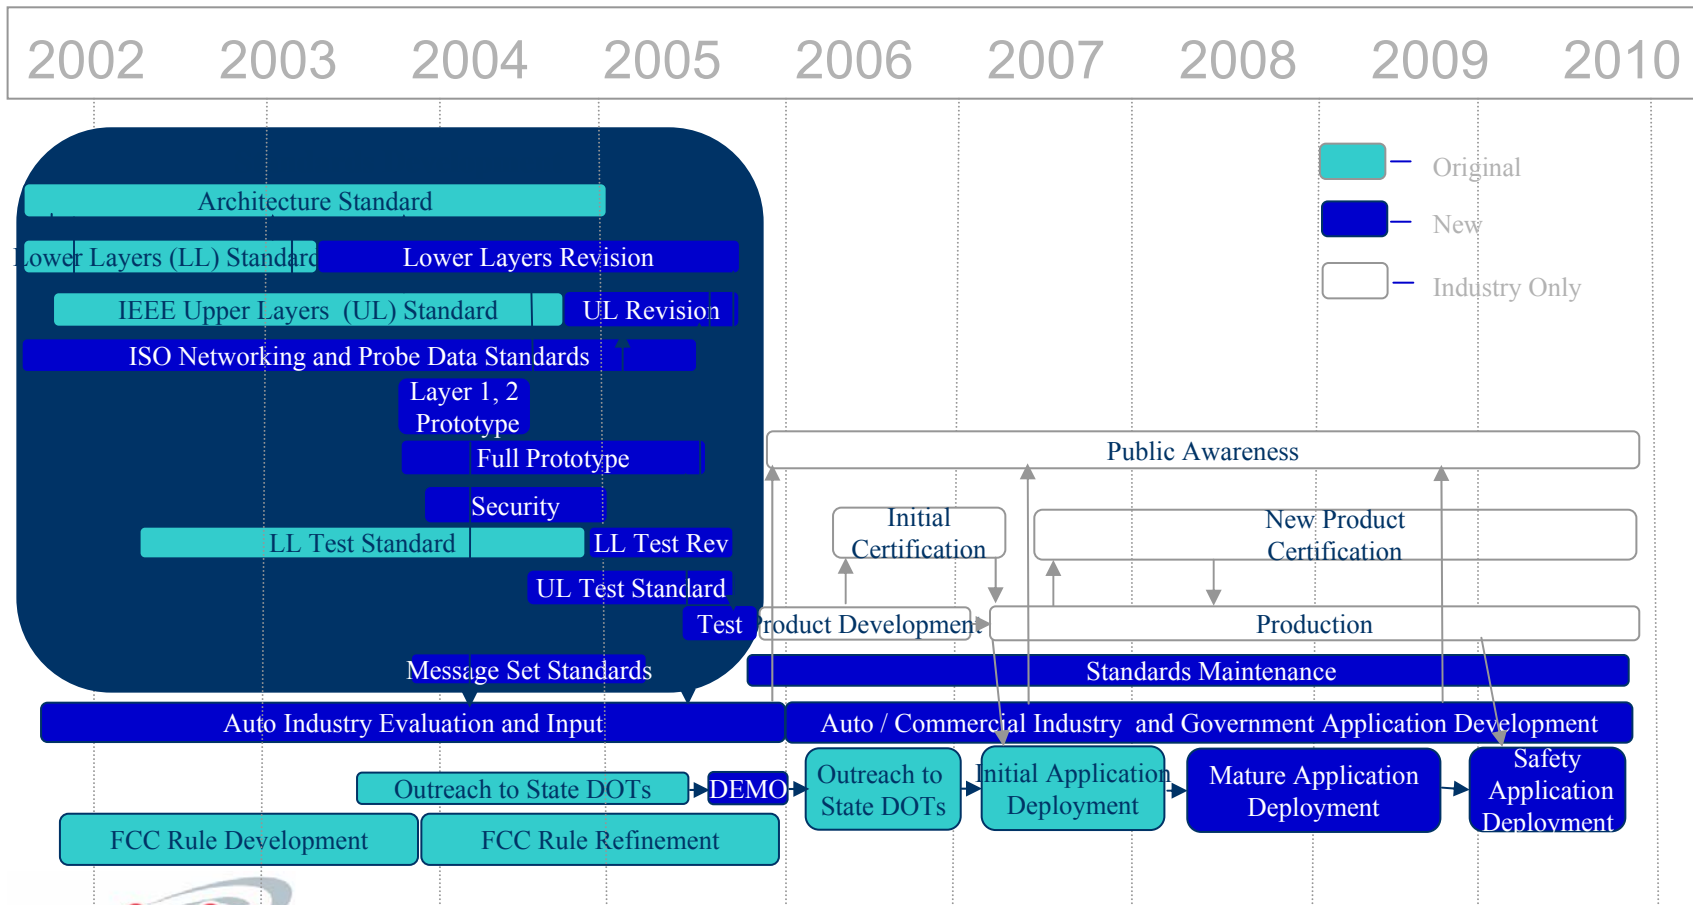 2002 2003 2004 2005 2006 2007 2008 2009 2010
Original
New
Industry Only
Architecture Standard
Lower Layers (LL) Standard
Lower Layers Revision
IEEE Upper Layers (UL) Standard
UL Revision
ISO Networking and Probe Data Standards
Layer 1, 2
Prototype
Full Prototype
Public Awareness
Security
Initial
Certification
New Product
Certification
LL Test Standard
LL Test Rev
UL Test Standard
Test
Product Development
Production
Message Set Standards
Standards Maintenance
Auto Industry Evaluation and Input
Auto / Commercial Industry and Government Application Development
Outreach to State DOTs
DEMO
Outreach to
State DOTs
Initial Application
Deployment
Mature Application
Deployment
Safety
Application
Deployment
FCC Rule Development
FCC Rule Refinement